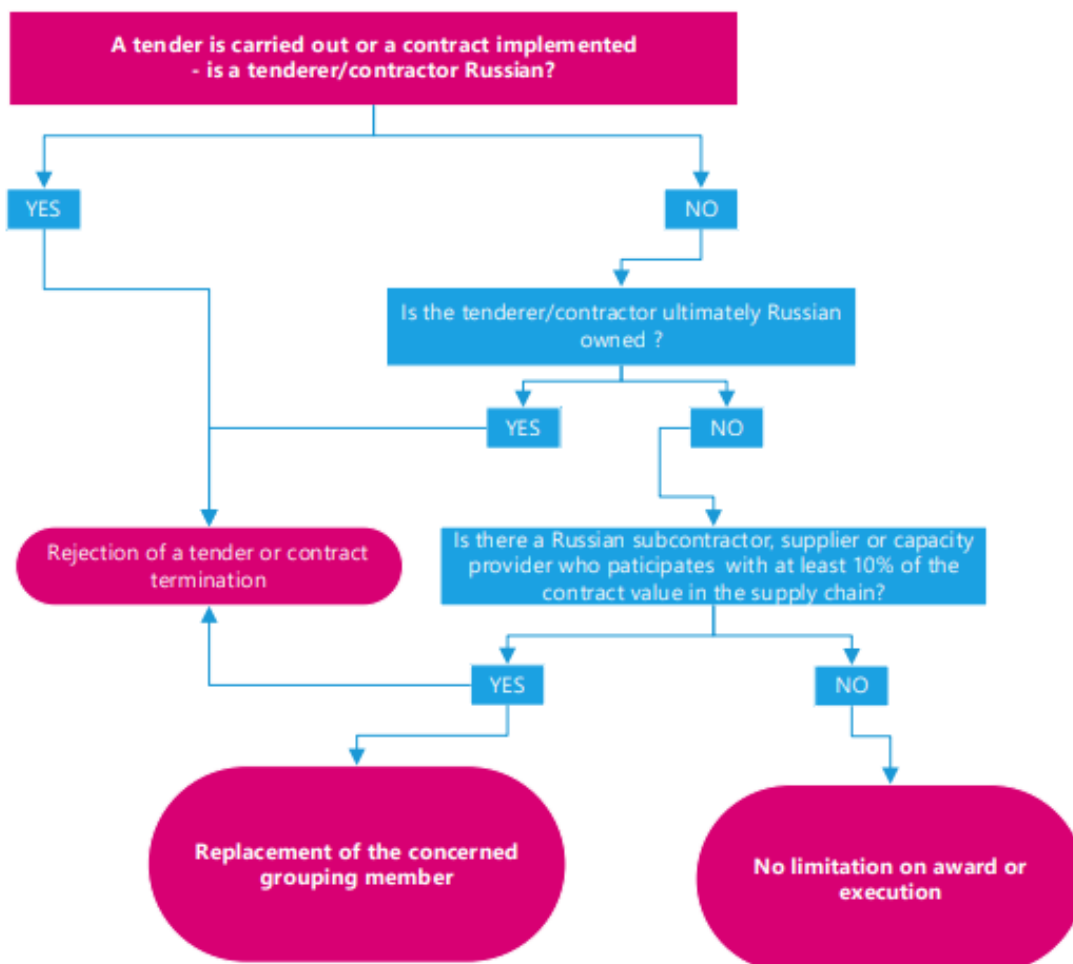 A tender is carried out or a contract implemented
- is a tenderer/contractor Russian?
YES
NO
Is the tenderer/contractor ultimately Russian
owned ?
YES
NO
Rejection of a tender or contract
termination
Is there a Russian subcontractor, supplier or capacity
provider who paticipates with at least 10% of the
contract value in the supply chain?
YES
NO
Replacement of the concerned
grouping member
No limitation on award or
execution